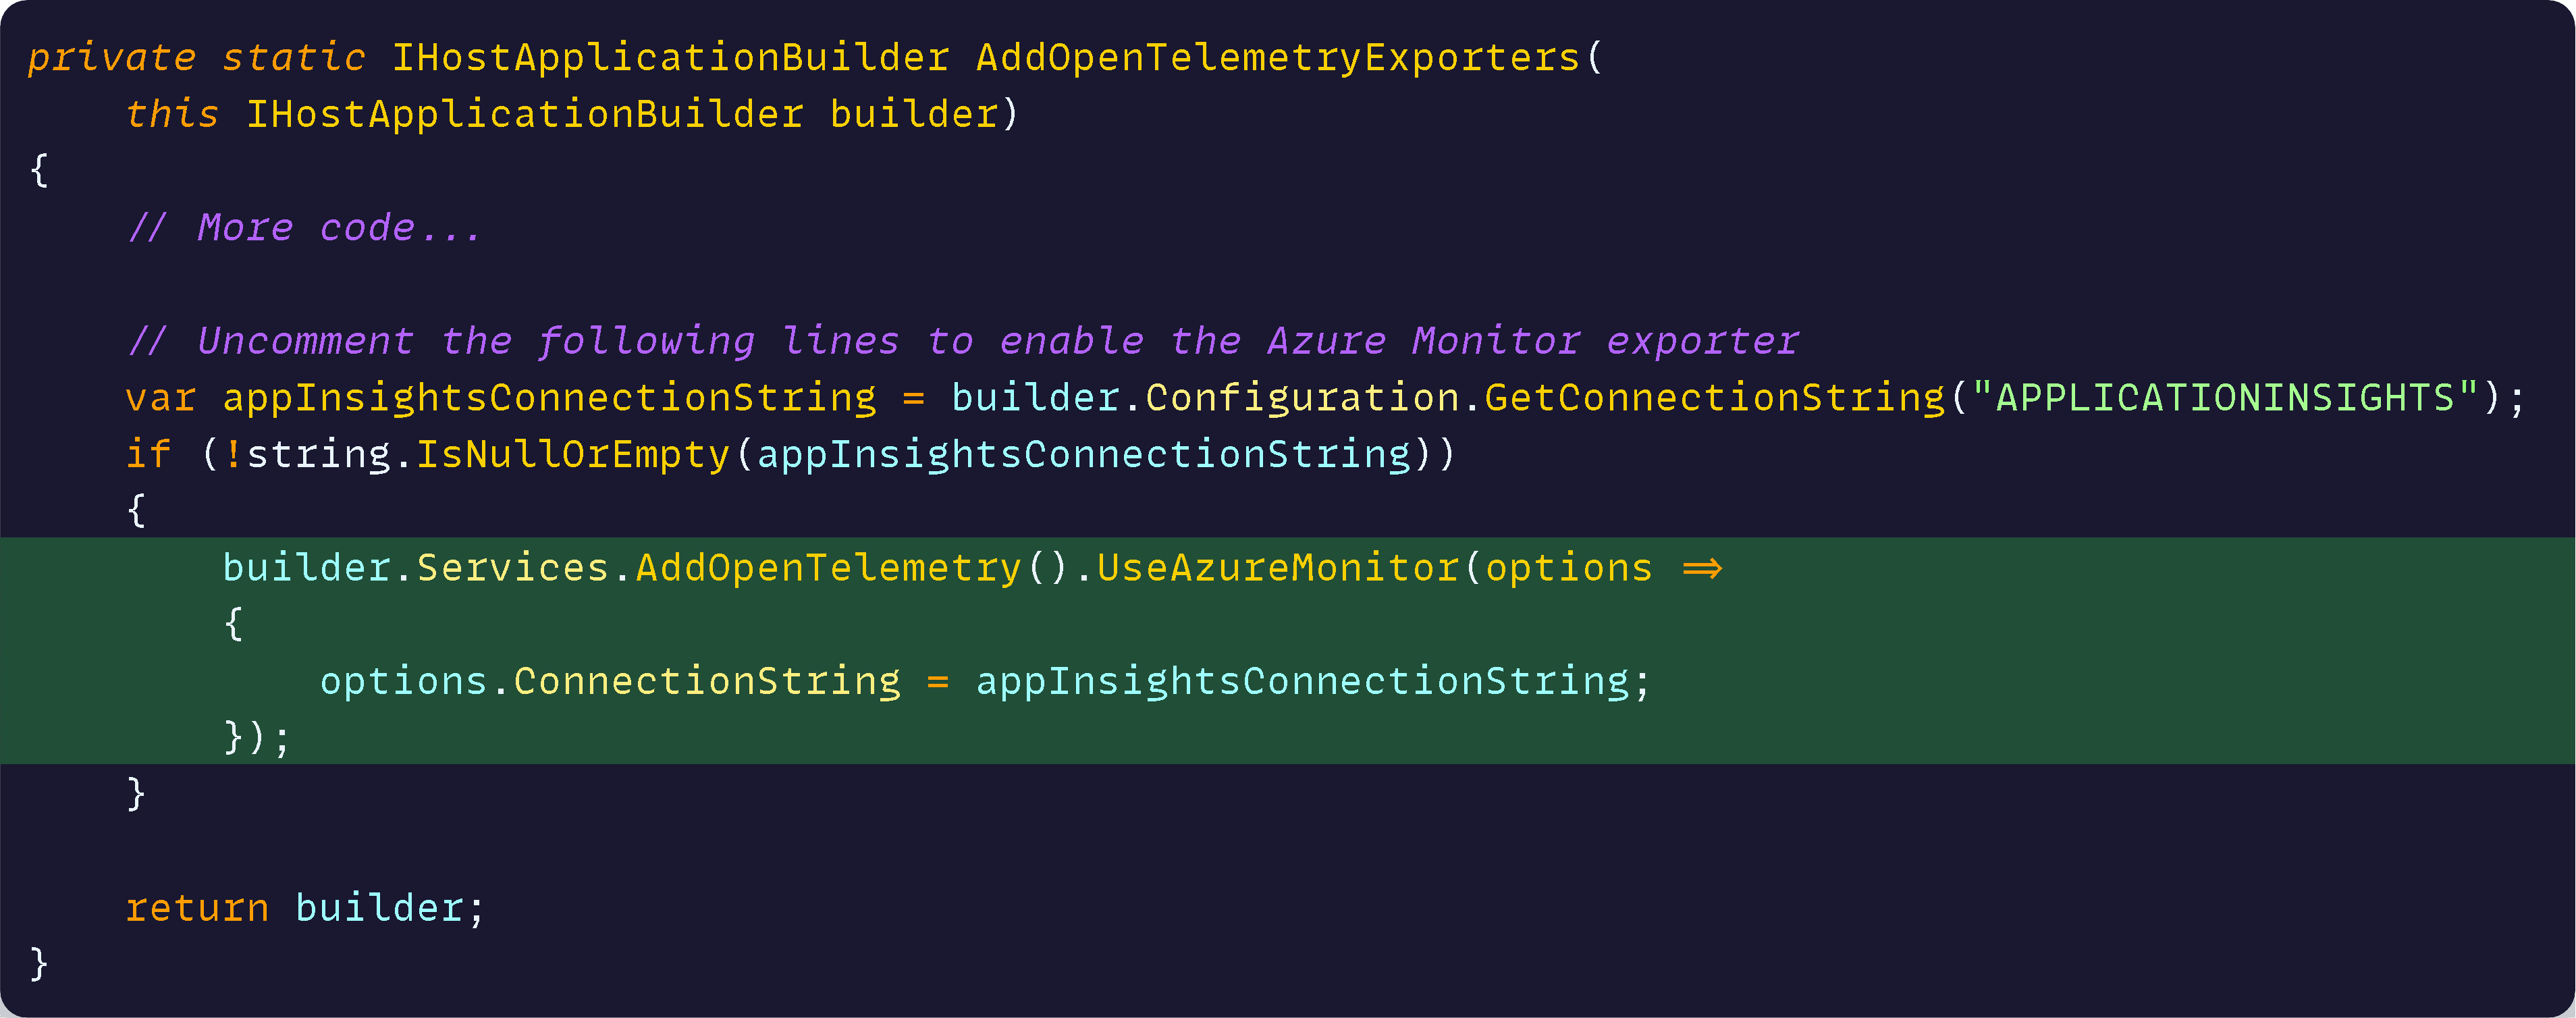 private static IHostApplicationBuilder AddOpenTelemetryExporters(
    this IHostApplicationBuilder builder)
{
    // More code...

    // Uncomment the following lines to enable the Azure Monitor exporter
    var appInsightsConnectionString = builder.Configuration.GetConnectionString("APPLICATIONINSIGHTS");
    if (!string.IsNullOrEmpty(appInsightsConnectionString))
    {
        builder.Services.AddOpenTelemetry().UseAzureMonitor(options =>
        {
            options.ConnectionString = appInsightsConnectionString;
        });
    }

    return builder;
}